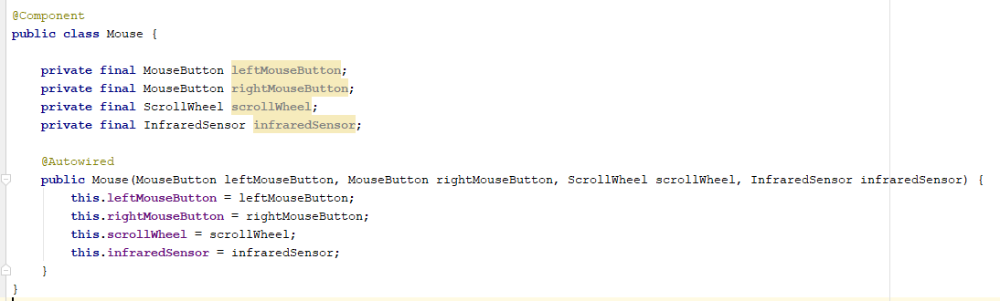 @Component
public class Mouse {
private final MouseButton leftMouseButton;
private final MouseButton rightMouseButton;
private final ScrollWheel scrollWheel;
private final InfraredSensor infraredSensor;
@Autowired
public Mouse(MouseButton leftMouseButton, MouseButton rightMouseButton, ScrollWheel scrollWheel, InfraredSensor infraredSensor) {
this.leftMouseButton = leftMouseButton;
this.rightMouseButton = rightMouseButton;
this.scrollWheel = scrollWheel;
this.infraredSensor = infraredSensor;
}
}